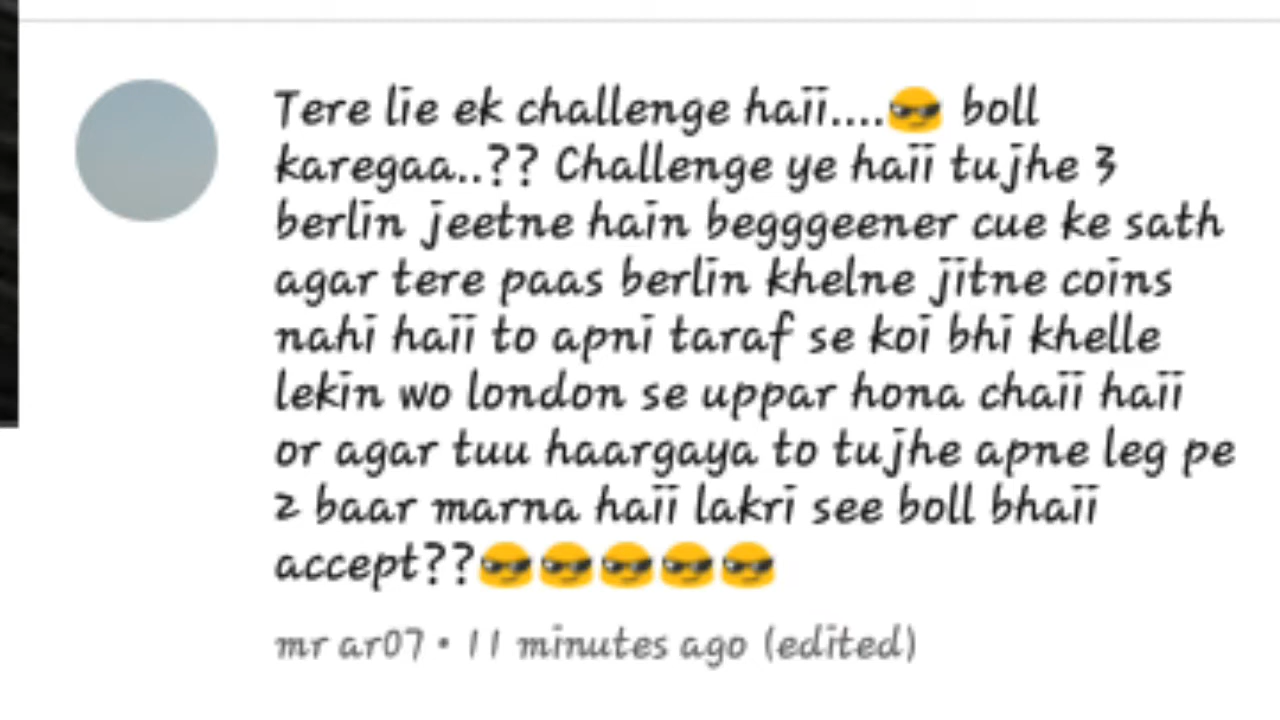 Tere lie ek challenge haii....😎 boll
karegaa..?? Challenge ye haii tujhe 3
berlin jeetne hain begggeener cue ke sath
agar tere paas berlin khelne jitne coins
nahi haii to apni taraf se koi bhi khelle
lekin wo london se uppar hona chaii haii
or agar tuu haargaya to tujhe apne leg pe
2 baar marna haii lakri see boll bhaii
accept??😎😎😎😎😎
mr ar07 • 11 minutes ago (edited)